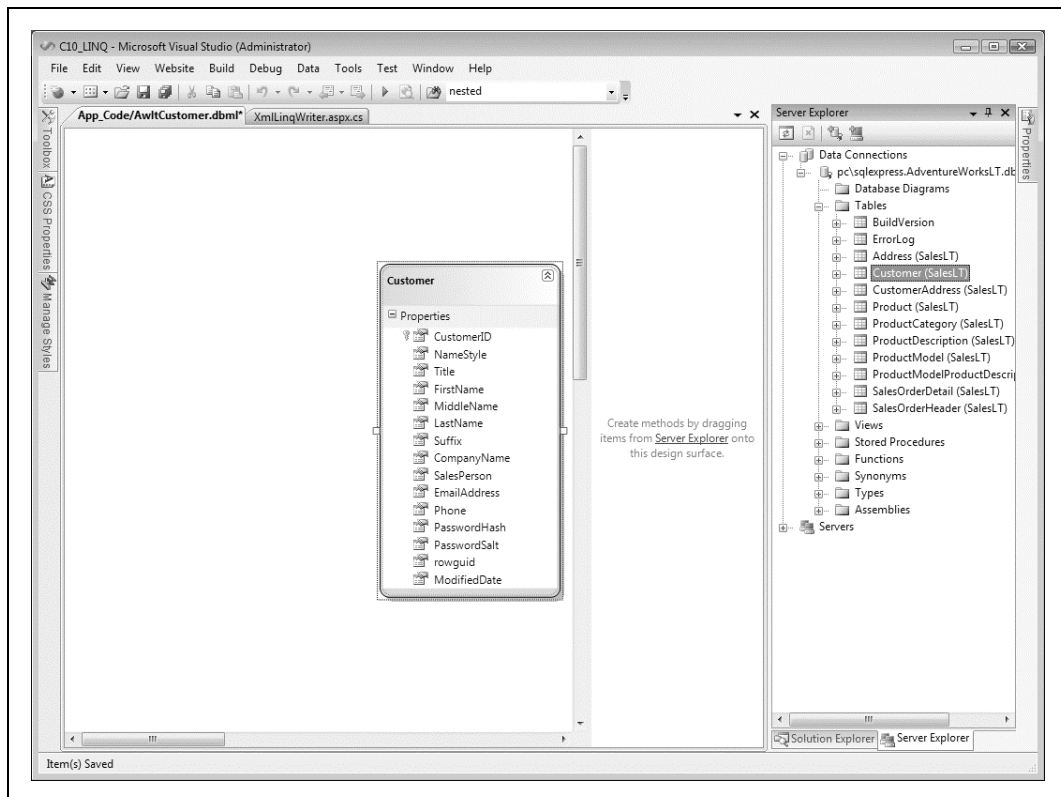 C10_LINQ - Microsoft Visual Studio (Administrator)
File Edit View Website Build Debug Data Tools Test Window Help
nested
App_Code/AwltCustomer.dbml* XmlLinqWriter.aspx.cs
Toolbox
CSS Properties
Manage Styles
Customer
Properties
CustomerID
NameStyle
Title
FirstName
MiddleName
LastName
Suffix
CompanyName
SalesPerson
EmailAddress
Phone
PasswordHash
PasswordSalt
rowguid
ModifiedDate
Create methods by dragging
items from Server Explorer onto
this design surface.
Server Explorer
Data Connections
pc\sqlexpress.AdventureWorksLT.db
Database Diagrams
Tables
BuildVersion
ErrorLog
Address (SalesLT)
Customer (SalesLT)
CustomerAddress (SalesLT)
Product (SalesLT)
ProductCategory (SalesLT)
ProductDescription (SalesLT)
ProductModel (SalesLT)
ProductModelProductDescri
SalesOrderDetail (SalesLT)
SalesOrderHeader (SalesLT)
Views
Stored Procedures
Functions
Synonyms
Types
Assemblies
Servers
Solution Explorer Server Explorer
Properties
Item(s) Saved